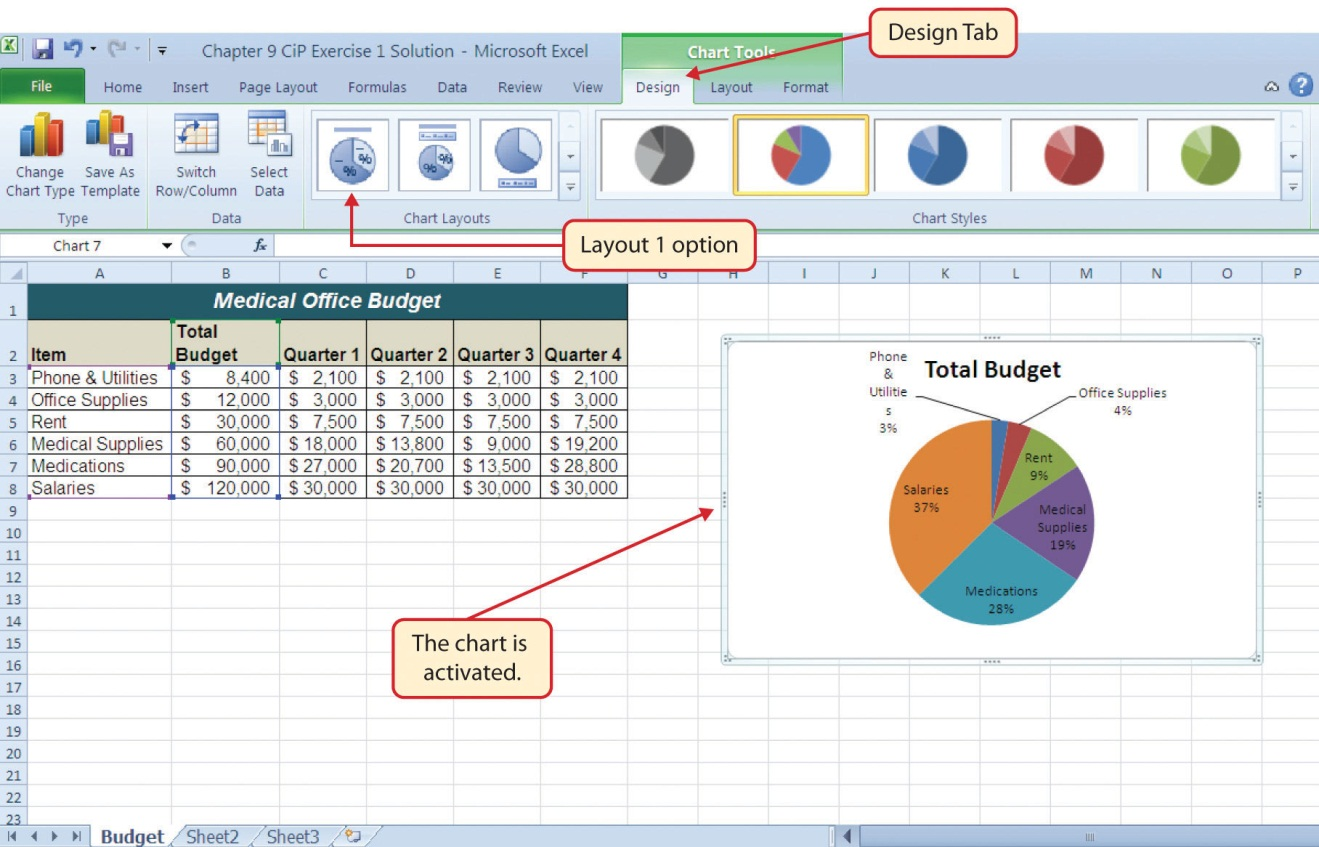 Design Tab
Chapter 9 CiP Exercise 1 Solution - Microsoft Excel
Chart Tools
File Home Insert Page Layout Formulas Data Review View Design Layout Format
Change Chart Type
Save As Template
Switch Row/Column
Select Data
Type Data Chart Layouts Chart Styles
Layout 1 option
Chart 7 fx
A B C D E F G H I J K L M N O P
1 Medical Office Budget
2 Item Total Budget Quarter 1 Quarter 2 Quarter 3 Quarter 4
3 Phone & Utilities $ 8,400 $ 2,100 $ 2,100 $ 2,100 $ 2,100
4 Office Supplies $ 12,000 $ 3,000 $ 3,000 $ 3,000 $ 3,000
5 Rent $ 30,000 $ 7,500 $ 7,500 $ 7,500 $ 7,500
6 Medical Supplies $ 60,000 $ 18,000 $ 13,800 $ 9,000 $ 19,200
7 Medications $ 90,000 $ 27,000 $ 20,700 $ 13,500 $ 28,800
8 Salaries $ 120,000 $ 30,000 $ 30,000 $ 30,000 $ 30,000
9
10
11
12
13
14
15
16
17
18
19
20
21
22
23
Total Budget
Phone
&
Utilitie
s
3%
Office Supplies
4%
Rent
9%
Medical
Supplies
19%
Medications
28%
Salaries
37%
The chart is
activated.
Budget Sheet2 Sheet3